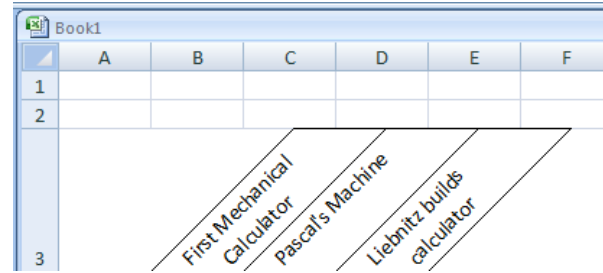 Book1
A B C D E F
1
2
3
First Mechanical
Calculator
Pascal's Machine
Liebnitz builds
calculator